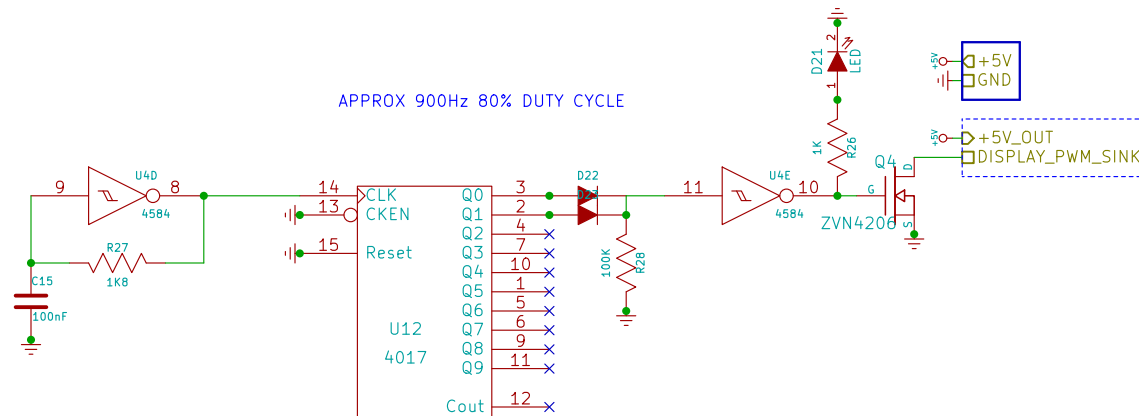 APPROX 900Hz 80% DUTY CYCLE
9
U4D
8
4584
R27
1K8
C15
100nF
14
CLK
13
CKEN
15
Reset
U12
4017
Q0
3
Q1
2
Q2
4
Q3
7
Q4
10
Q5
1
Q6
5
Q7
6
Q8
9
Q9
11
Cout
12
D22
100K
R28
11
U4E
10
4584
2
D21
LED
1
1K
R26
Q4
D
G
S
ZVN4206
+5V
+5V
GND
+5V
+5V_OUT
DISPLAY_PWM_SINK